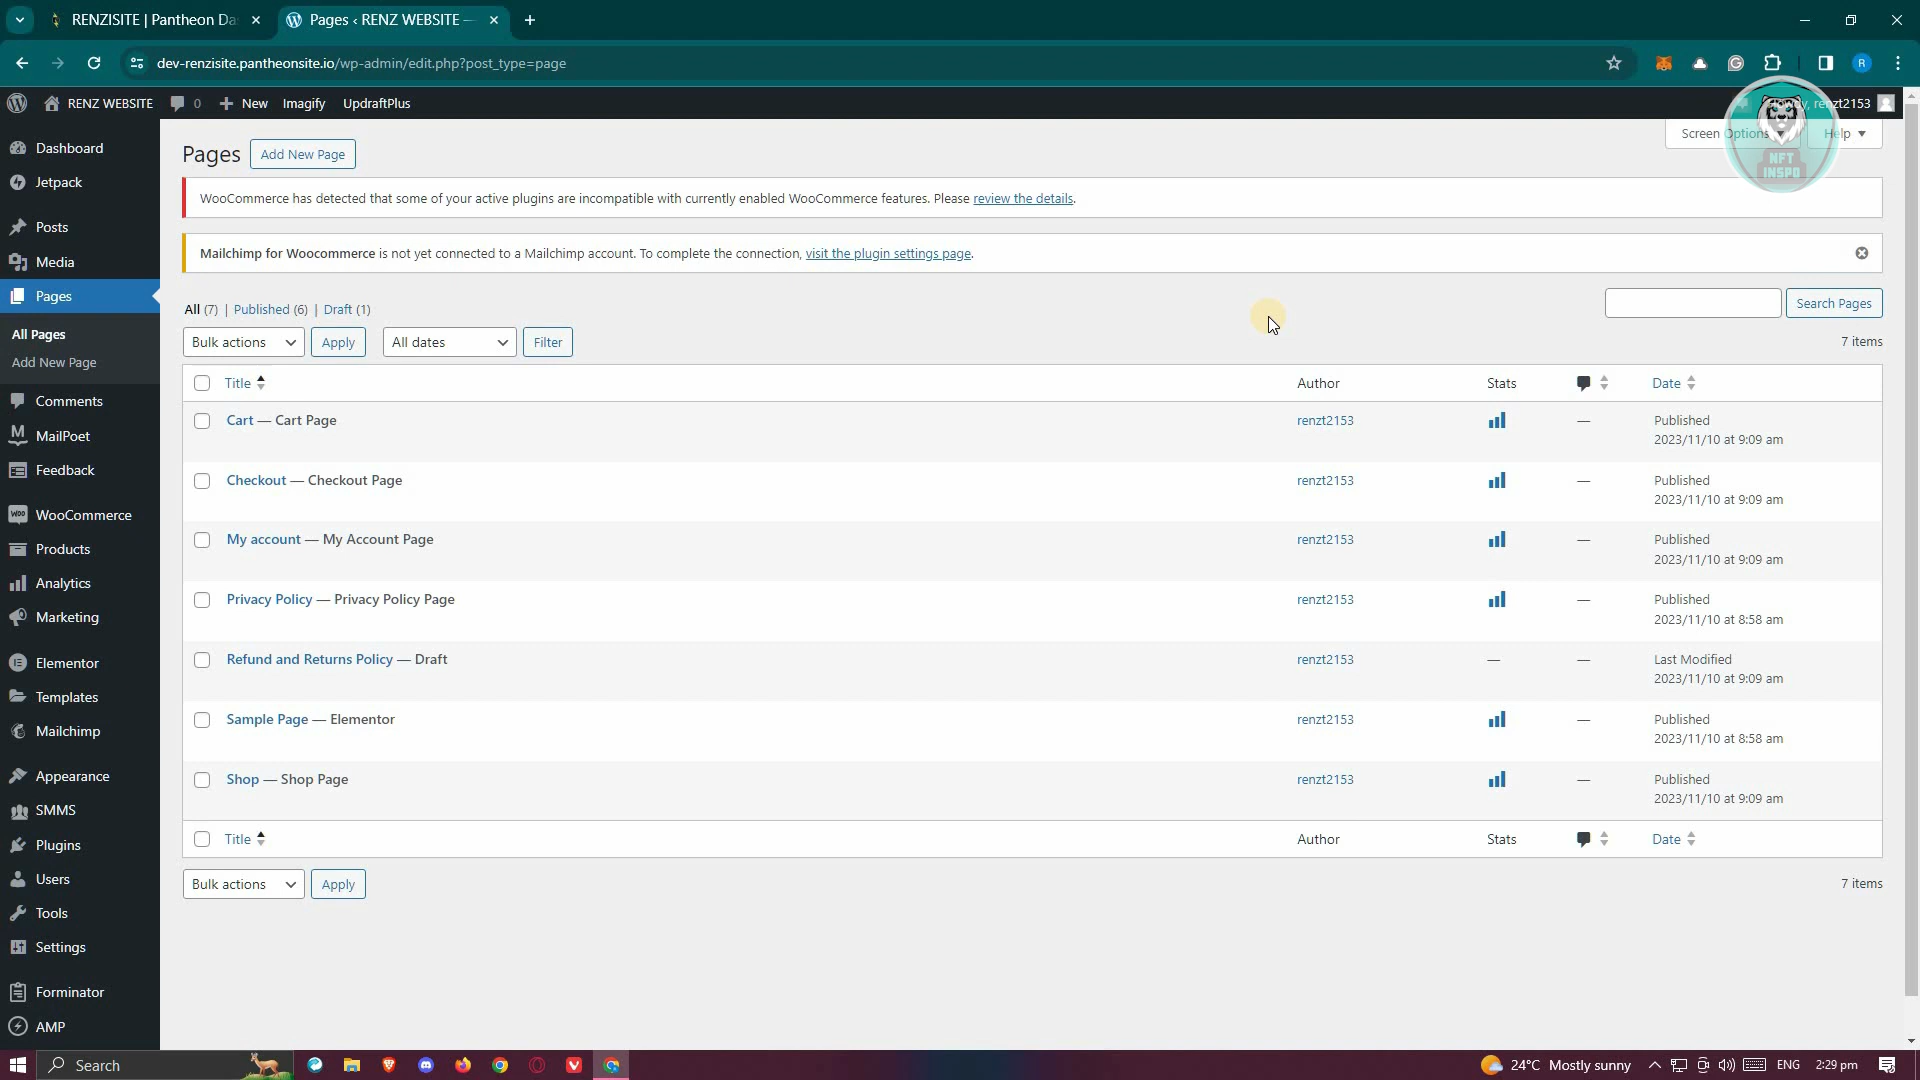 RENZISITE | Pantheon Da
Pages ‹ RENZ WEBSITE —
dev-renzisite.pantheonsite.io/wp-admin/edit.php?post_type=page
R
RENZ WEBSITE
0
New
Imagify
UpdraftPlus
renzt2153
NFT
INSPO
Dashboard
Jetpack
Posts
Media
Pages
All Pages
Add New Page
Comments
MailPoet
Feedback
WooCommerce
Products
Analytics
Marketing
Elementor
Templates
Mailchimp
Appearance
SMMS
Plugins
Users
Tools
Settings
Forminator
AMP
Pages
Add New Page
Screen Options
Help
WooCommerce has detected that some of your active plugins are incompatible with currently enabled WooCommerce features. Please review the details.
Mailchimp for Woocommerce is not yet connected to a Mailchimp account. To complete the connection, visit the plugin settings page.
All (7) | Published (6) | Draft (1)
Search Pages
Bulk actions
Apply
All dates
Filter
7 items
Title
Author
Stats
Date
Cart — Cart Page
renzt2153
—
Published
2023/11/10 at 9:09 am
Checkout — Checkout Page
renzt2153
—
Published
2023/11/10 at 9:09 am
My account — My Account Page
renzt2153
—
Published
2023/11/10 at 9:09 am
Privacy Policy — Privacy Policy Page
renzt2153
—
Published
2023/11/10 at 8:58 am
Refund and Returns Policy — Draft
renzt2153
—
—
Last Modified
2023/11/10 at 9:09 am
Sample Page — Elementor
renzt2153
—
Published
2023/11/10 at 8:58 am
Shop — Shop Page
renzt2153
—
Published
2023/11/10 at 9:09 am
Title
Author
Stats
Date
Bulk actions
Apply
7 items
Search
24°C Mostly sunny
ENG
2:29 pm